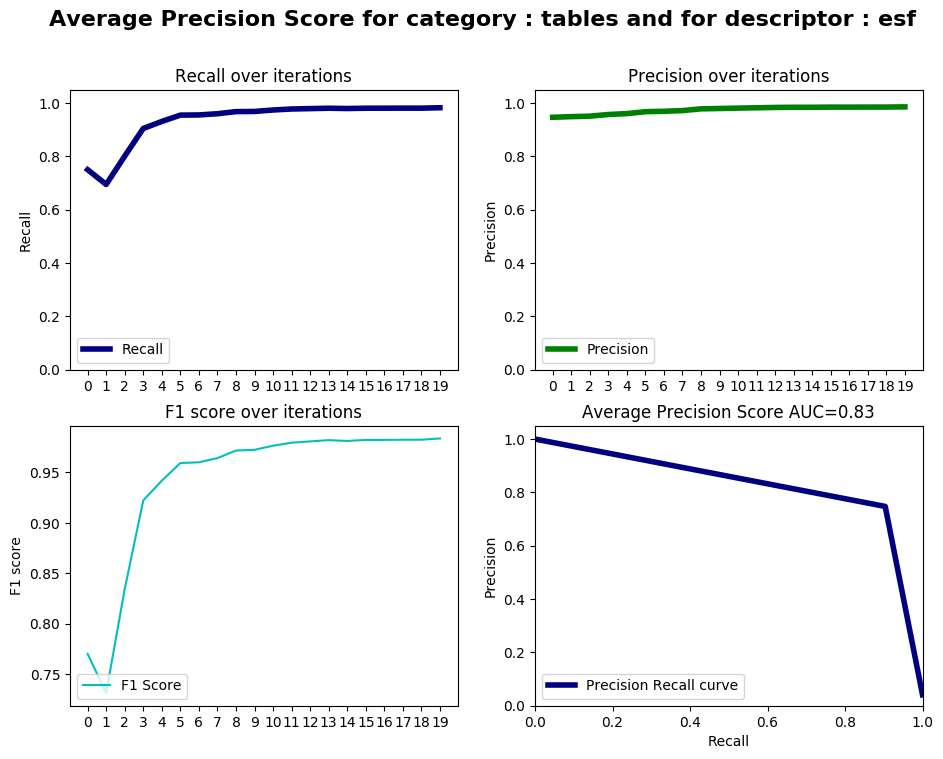 Average Precision Score for category : tables and for descriptor : esf
Recall over iterations
1.0
0.8
0.6
0.4
0.2
0.0
Recall
Recall
0 1 2 3 4 5 6 7 8 9 10 11 12 13 14 15 16 17 18 19
Precision over iterations
1.0
0.8
0.6
0.4
0.2
0.0
Precision
Precision
0 1 2 3 4 5 6 7 8 9 10 11 12 13 14 15 16 17 18 19
F1 score over iterations
0.95
0.90
0.85
0.80
0.75
F1 score
F1 Score
0 1 2 3 4 5 6 7 8 9 10 11 12 13 14 15 16 17 18 19
Average Precision Score AUC=0.83
1.0
0.8
0.6
0.4
0.2
0.0
Precision
Precision Recall curve
0.0 0.2 0.4 0.6 0.8 1.0
Recall